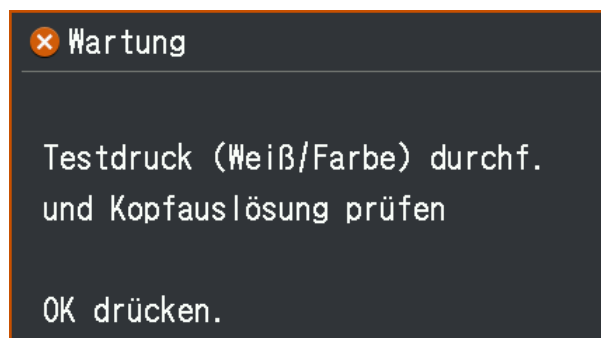 Wartung
Testdruck (Weiß/Farbe) durchf.
und Kopfauslösung prüfen
OK drücken.